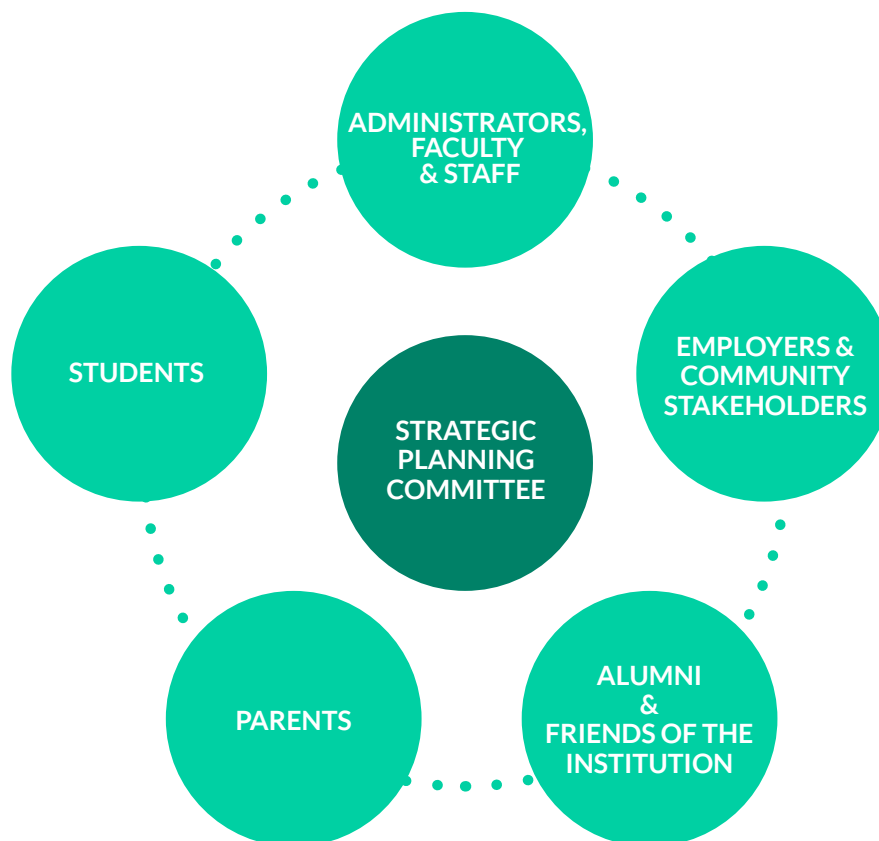 ADMINISTRATORS,
FACULTY
& STAFF
STUDENTS
EMPLOYERS &
COMMUNITY
STAKEHOLDERS
STRATEGIC
PLANNING
COMMITTEE
PARENTS
ALUMNI
&
FRIENDS OF THE
INSTITUTION